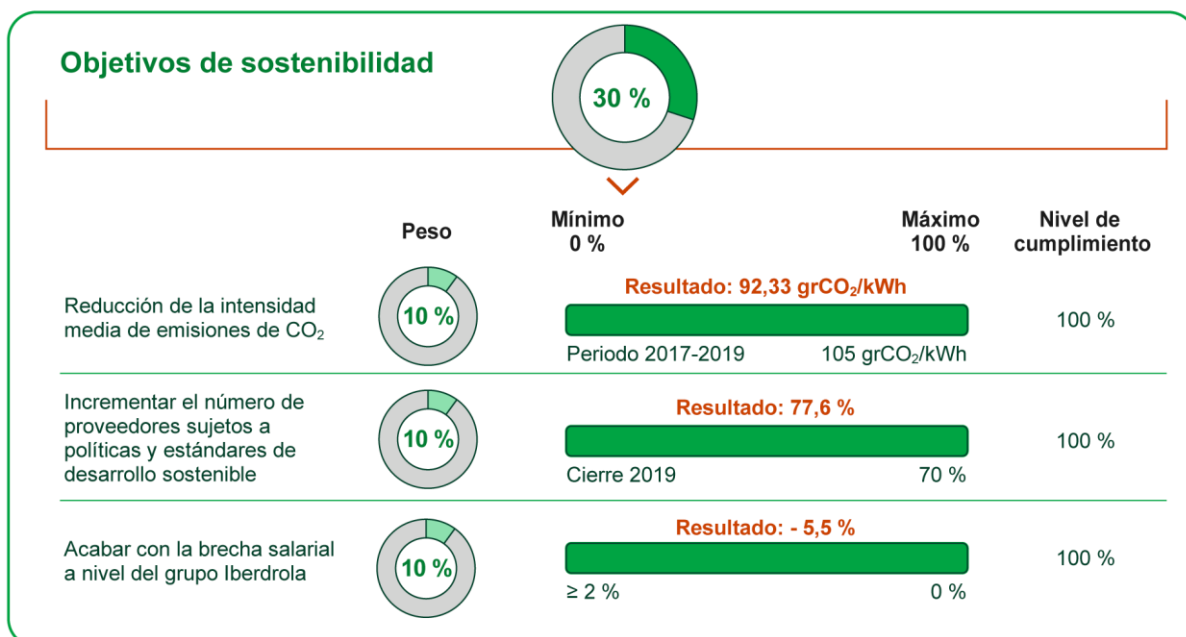 Objetivos de sostenibilidad
30 %
Peso
Mínimo
0 %
Máximo
100 %
Nivel de
cumplimiento
Reducción de la intensidad
media de emisiones de CO₂
10 %
Resultado: 92,33 grCO₂/kWh
Periodo 2017-2019
105 grCO₂/kWh
100 %
Incrementar el número de
proveedores sujetos a
políticas y estándares de
desarrollo sostenible
10 %
Resultado: 77,6 %
Cierre 2019
70 %
100 %
Acabar con la brecha salarial
a nivel del grupo Iberdrola
10 %
Resultado: - 5,5 %
≥ 2 %
0 %
100 %